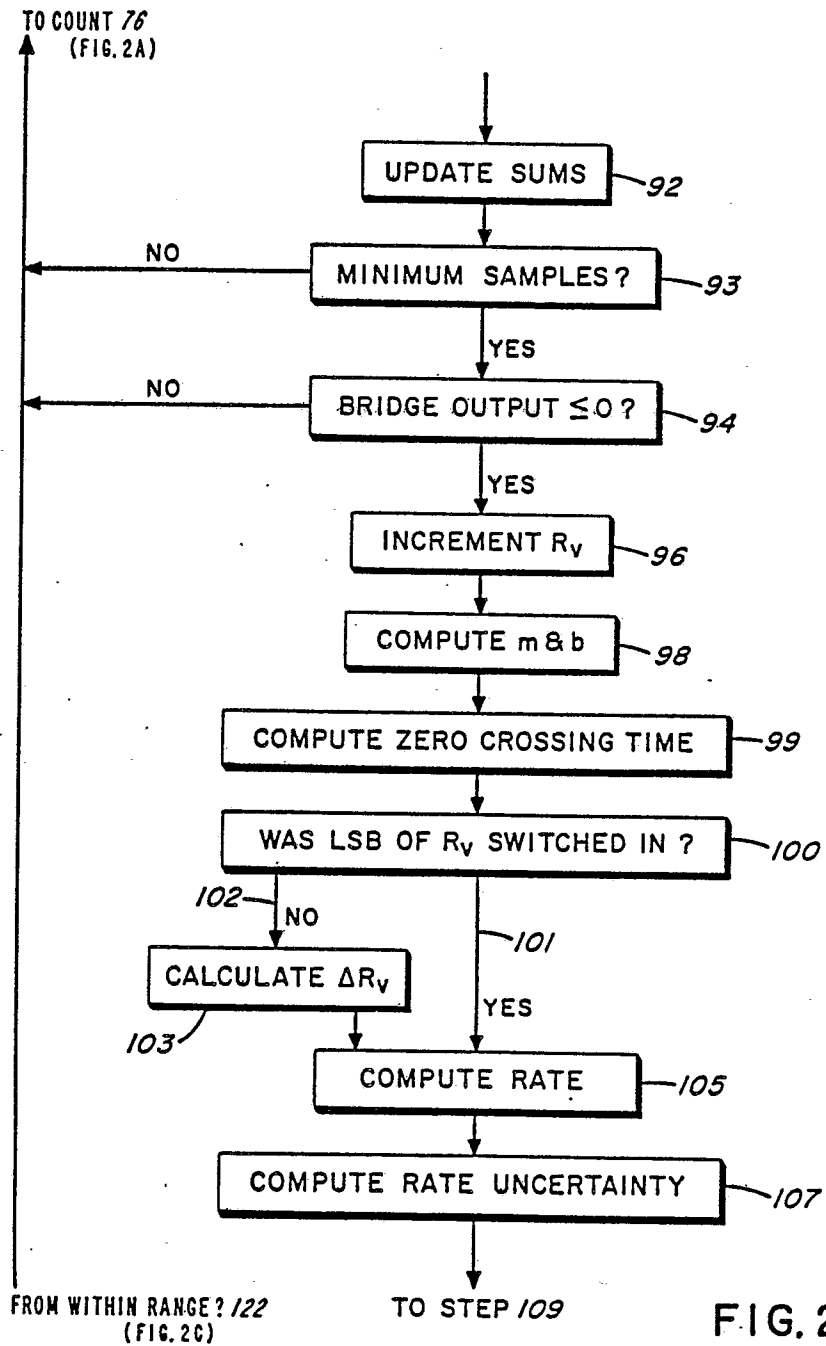 TO COUNT 76
(FIG. 2A)
UPDATE SUMS
92
NO
MINIMUM SAMPLES?
93
YES
NO
BRIDGE OUTPUT ≤ 0?
94
YES
INCREMENT Rv
96
COMPUTE m & b
98
COMPUTE ZERO CROSSING TIME
99
WAS LSB OF Rv SWITCHED IN ?
100
102
NO
101
CALCULATE ΔRv
YES
103
COMPUTE RATE
105
COMPUTE RATE UNCERTAINTY
107
FROM WITHIN RANGE? 122
(FIG. 2C)
TO STEP 109
FIG. 2